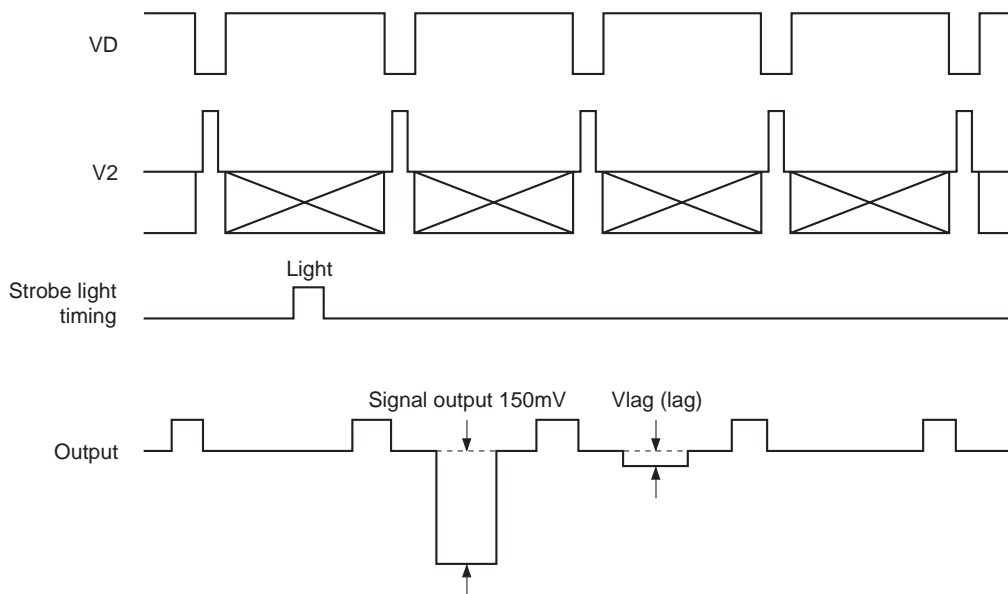 VD
V2
Light
Strobe light
timing
Signal output 150mV
Vlag (lag)
Output